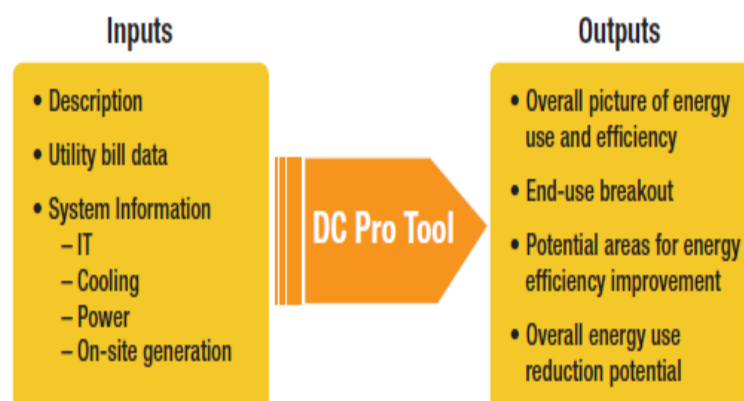 Inputs
• Description
• Utility bill data
• System Information
– IT
– Cooling
– Power
– On-site generation
DC Pro Tool
Outputs
• Overall picture of energy
use and efficiency
• End-use breakout
• Potential areas for energy
efficiency improvement
• Overall energy use
reduction potential